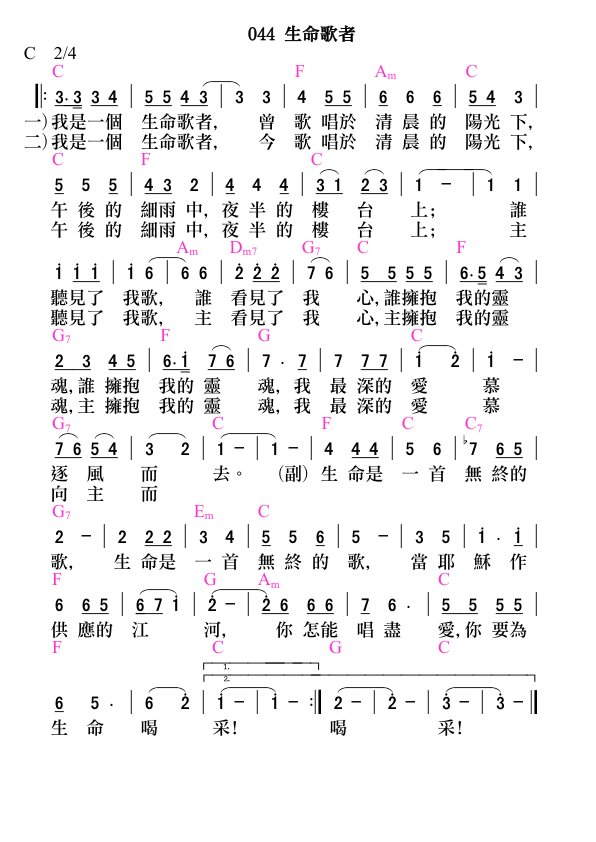 044 生命歌者
C 2/4
C F Am C
3·3 3 4 | 5 5 4 3 | 3 3 | 4 5 5 | 6 6 6 | 5 4 3 |
一)我是一個 生命歌者, 曾 歌 唱於 清 晨 的 陽光 下,
二)我是一個 生命歌者, 今 歌 唱於 清 晨 的 陽光 下,
C F C
5 5 5 | 4 3 2 | 4 4 4 | 3 1 2 3 | 1 － | 1 1 |
午 後 的 細雨 中, 夜 半 的 樓 台 上; 誰
午 後 的 細雨 中, 夜 半 的 樓 台 上; 主
Am Dm7 G7 C F
1 1 1 | 1 6 | 6 6 | 2 2 2 | 7 6 | 5 5 5 5 | 6·5 4 3 |
聽見了 我歌, 誰 看見了 我 心,誰擁抱 我的靈
聽見了 我歌, 主 看見了 我 心,主擁抱 我的靈
G7 F G C
2 3 4 5 | 6·1 7 6 | 7 · 7 | 7 7 7 | 1 2 | 1 － |
魂,誰 擁抱 我的 靈 魂, 我 最 深的 愛 慕
魂,主 擁抱 我的 靈 魂, 我 最 深的 愛 慕
G7 C F C C7
7 6 5 4 | 3 2 | 1 － | 1 － | 4 4 4 | 5 6 | ♭7 6 5 |
逐 風 而 去。 (副) 生 命是 一 首 無 終的
向 主 而
G7 Em C
2 － | 2 2 2 | 3 4 | 5 5 6 | 5 － | 3 5 | 1 · 1 |
歌, 生 命是 一 首 無 終 的 歌, 當 耶 穌 作
F G Am C
6 6 5 | 6 7 1 | 2 － | 2 6 6 6 | 7 6 · | 5 5 5 5 |
供 應的 江 河, 你 怎能 唱 盡 愛,你 要為
F C G C
1.
2.
6 5 · | 6 2 | 1 － | 1 － :‖ 2 － | 2 － | 3 － | 3 － ‖
生 命 喝 采! 喝 采!